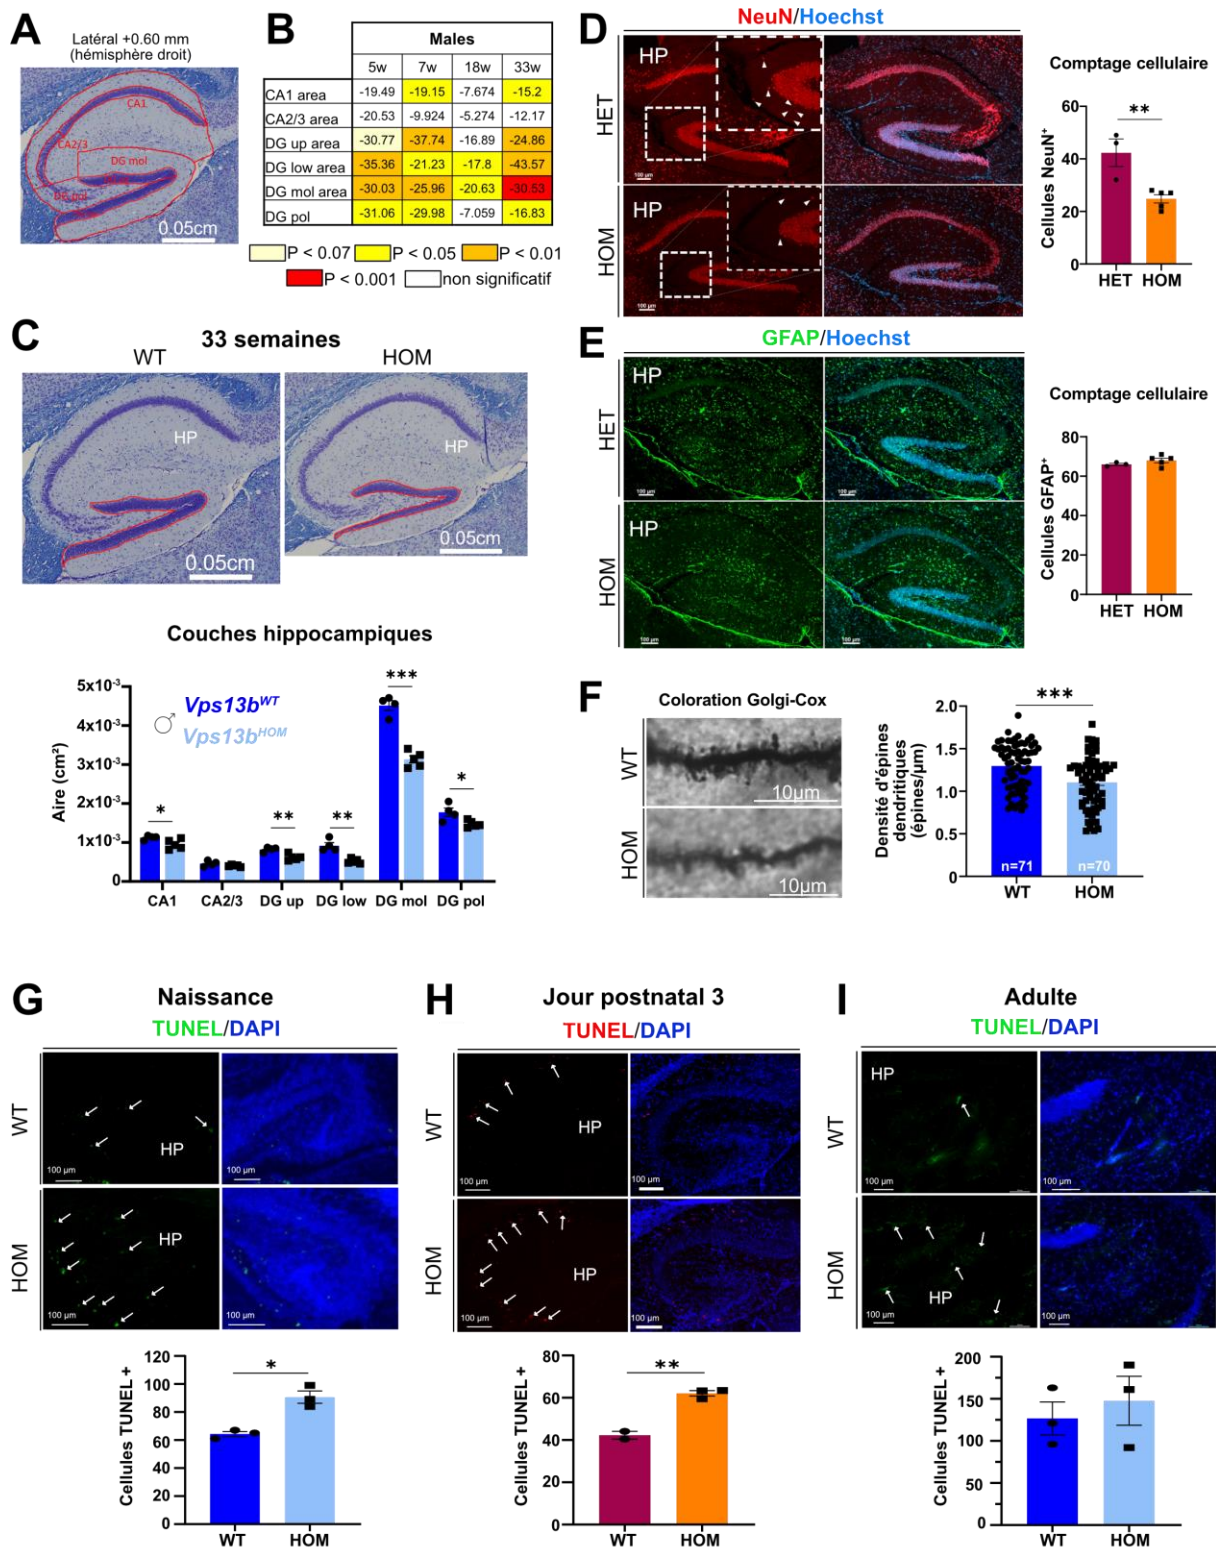 A
Latéral +0.60 mm
(hémisphère droit)
CA1
CA2/3
DG mol
DG pol
0.05cm
B
Males
5w 7w 18w 33w
CA1 area -19.49 -19.15 -7.674 -15.2
CA2/3 area -20.53 -9.924 -5.274 -12.17
DG up area -30.77 -37.74 -16.89 -24.86
DG low area -35.36 -21.23 -17.8 -43.57
DG mol area -30.03 -25.96 -20.63 -30.53
DG pol -31.06 -29.98 -7.059 -16.83
P < 0.07 P < 0.05 P < 0.01
P < 0.001 non significatif
C
33 semaines
WT HOM
HP HP
0.05cm 0.05cm
Couches hippocampiques
Vps13bWT
Vps13bHOM
*** * ** ** *
Aire (cm²)
5x10⁻³
4x10⁻³
3x10⁻³
2x10⁻³
1x10⁻³
0
CA1 CA2/3 DG up DG low DG mol DG pol
D
NeuN/Hoechst
HET
HP
100 µm
HOM
HP
100 µm
Comptage cellulaire
**
Cellules NeuN⁺
60
40
20
0
HET HOM
E
GFAP/Hoechst
HET
HP
100 µm 100 µm
HOM
HP
100 µm 100 µm
Comptage cellulaire
Cellules GFAP⁺
80
60
40
20
0
HET HOM
F
Coloration Golgi-Cox
WT
10µm
HOM
10µm
***
Densité d'épines
dendritiques
(épines/µm)
2.0
1.5
1.0
0.5
0
n=71 n=70
WT HOM
G
Naissance
TUNEL/DAPI
WT
HP
100 µm
HOM
HP
100 µm
*
Cellules TUNEL +
120
100
80
60
40
20
0
WT HOM
H
Jour postnatal 3
TUNEL/DAPI
WT
HP
100 µm
HOM
HP
100 µm
**
Cellules TUNEL +
80
60
40
20
0
WT HOM
I
Adulte
TUNEL/DAPI
WT
HP
100 µm
HOM
HP
100 µm
Cellules TUNEL +
200
150
100
50
0
WT HOM